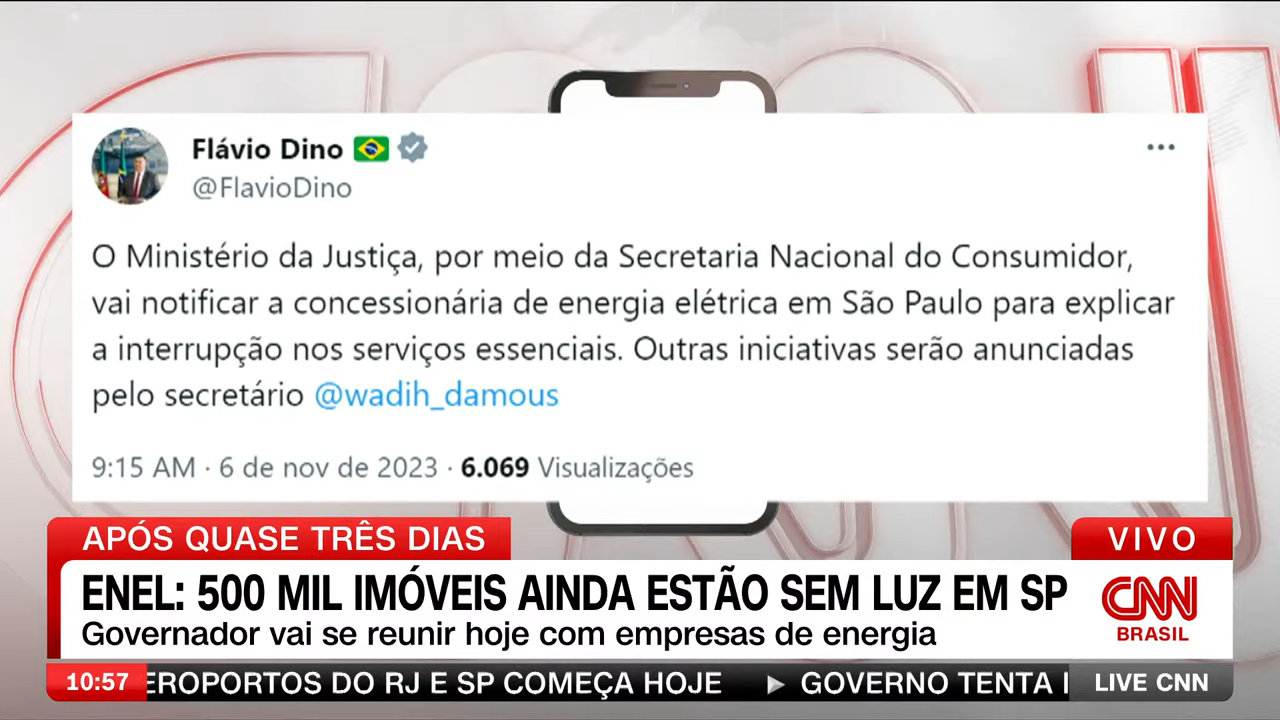 Flávio Dino
@FlavioDino
O Ministério da Justiça, por meio da Secretaria Nacional do Consumidor,
vai notificar a concessionária de energia elétrica em São Paulo para explicar
a interrupção nos serviços essenciais. Outras iniciativas serão anunciadas
pelo secretário @wadih_damous
9:15 AM · 6 de nov de 2023 · 6.069 Visualizações
APÓS QUASE TRÊS DIAS
VIVO
ENEL: 500 MIL IMÓVEIS AINDA ESTÃO SEM LUZ EM SP
Governador vai se reunir hoje com empresas de energia
CNN
BRASIL
10:57 EROPORTOS DO RJ E SP COMEÇA HOJE ▶ GOVERNO TENTA LIVE CNN